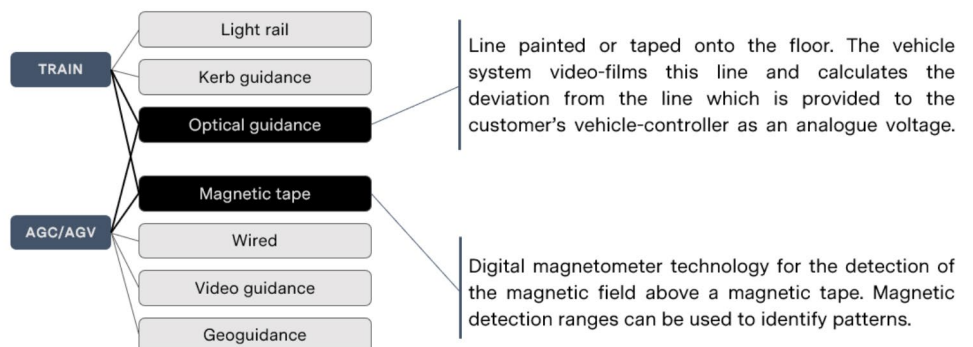 TRAIN
Light rail
Kerb guidance
Optical guidance
Magnetic tape
AGC/AGV
Wired
Video guidance
Geoguidance
Line painted or taped onto the floor. The vehicle
system video-films this line and calculates the
deviation from the line which is provided to the
customer's vehicle-controller as an analogue voltage.
Digital magnetometer technology for the detection of
the magnetic field above a magnetic tape. Magnetic
detection ranges can be used to identify patterns.